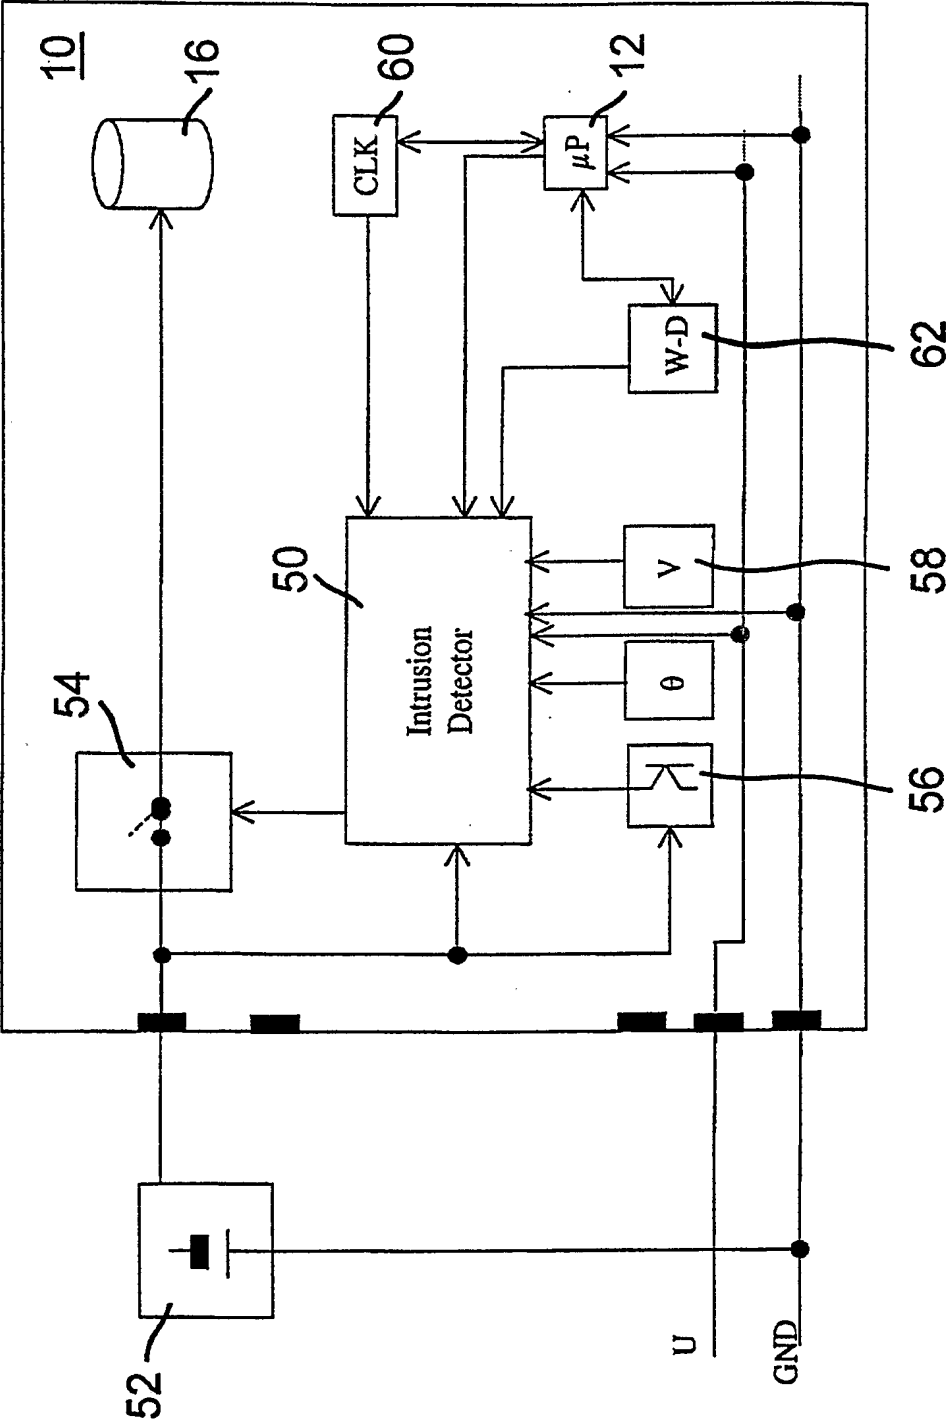 10
16
60
CLK
12
μP
54
50
Intrusion
Detector
W-D
62
V
58
θ
56
52
U
GND